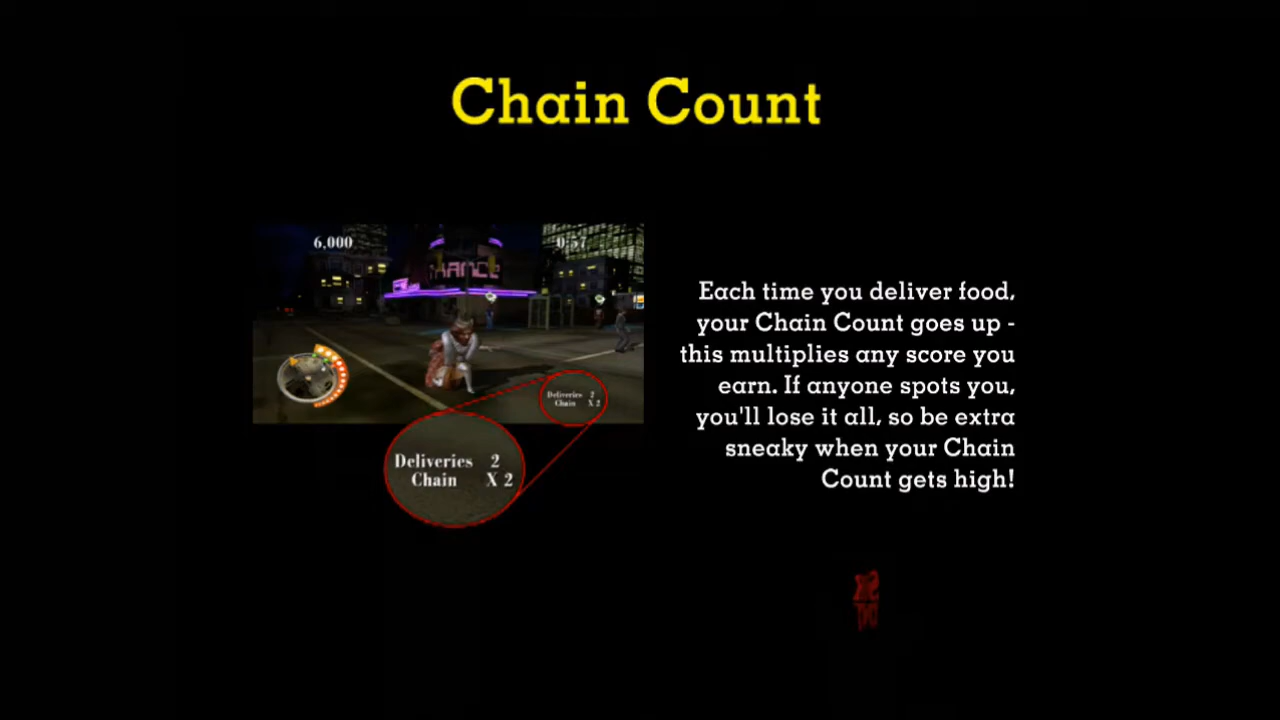 Chain Count
6,000
0:57
Deliveries 2
Chain X 2
Deliveries 2
Chain X 2
Each time you deliver food,
your Chain Count goes up -
this multiplies any score you
earn. If anyone spots you,
you'll lose it all, so be extra
sneaky when your Chain
Count gets high!